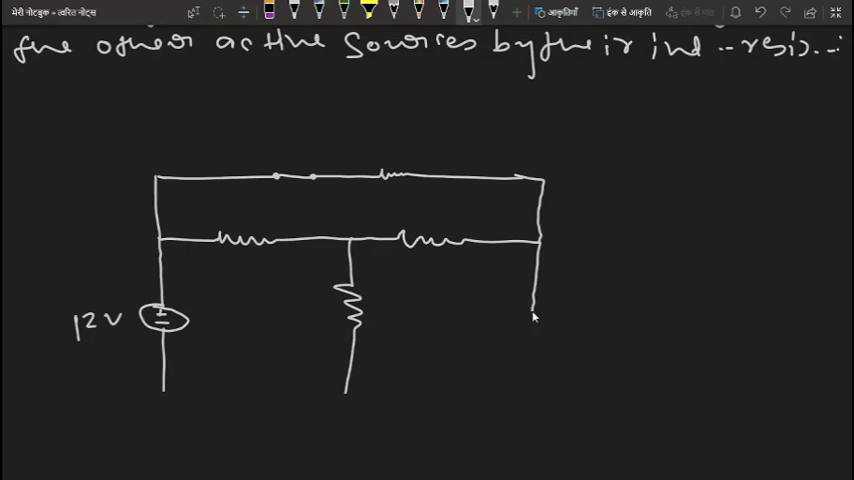 मेरी नोटबुक – त्वरित नोट्स
आकृतियाँ
इंक से आकृति
इंक से पाठ
the other active Sources by their ind -- resis...
12V